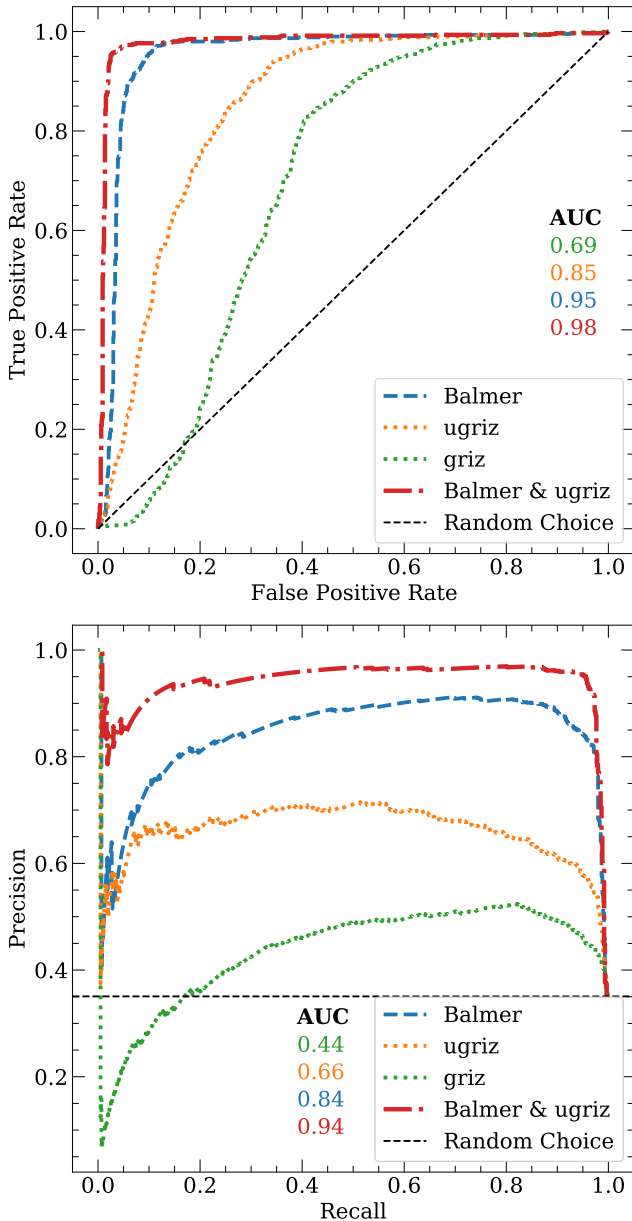 1.0
0.8
0.6
0.4
0.2
0.0
True Positive Rate
AUC
0.69
0.85
0.95
0.98
Balmer
ugriz
griz
Balmer & ugriz
Random Choice
0.0 0.2 0.4 0.6 0.8 1.0
False Positive Rate
1.0
0.8
0.6
0.4
0.2
Precision
AUC
0.44
0.66
0.84
0.94
Balmer
ugriz
griz
Balmer & ugriz
Random Choice
0.0 0.2 0.4 0.6 0.8 1.0
Recall